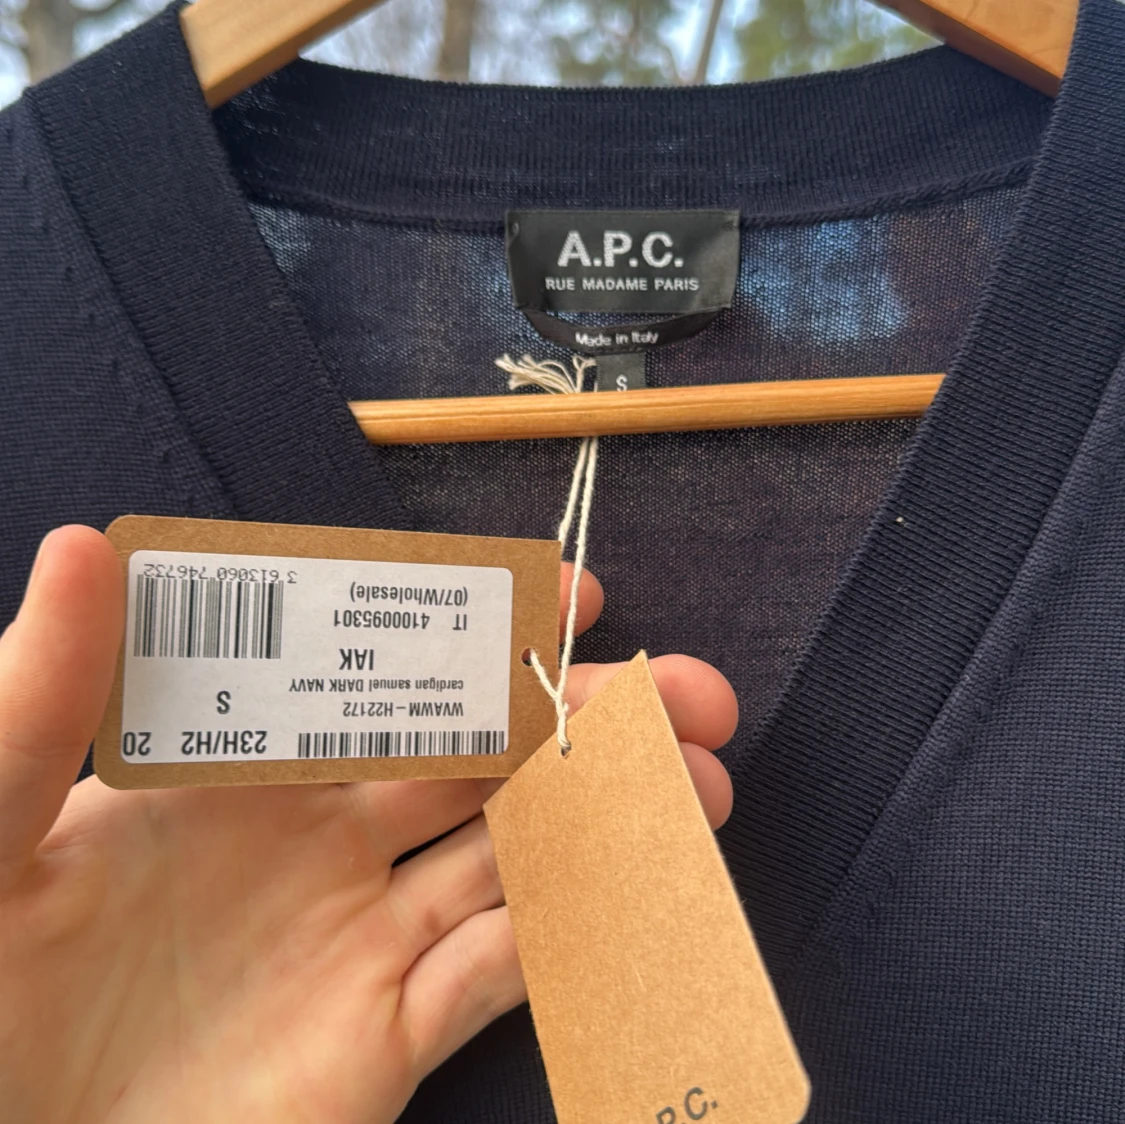 A.P.C.
RUE MADAME PARIS
Made in Italy
S
23H/H2 20
WVAWM-H22172
cardigan samuel DARK NAVY
S
IAK
IT 4100095301
(07/Wholesale)
3 613060 746732
P.C.